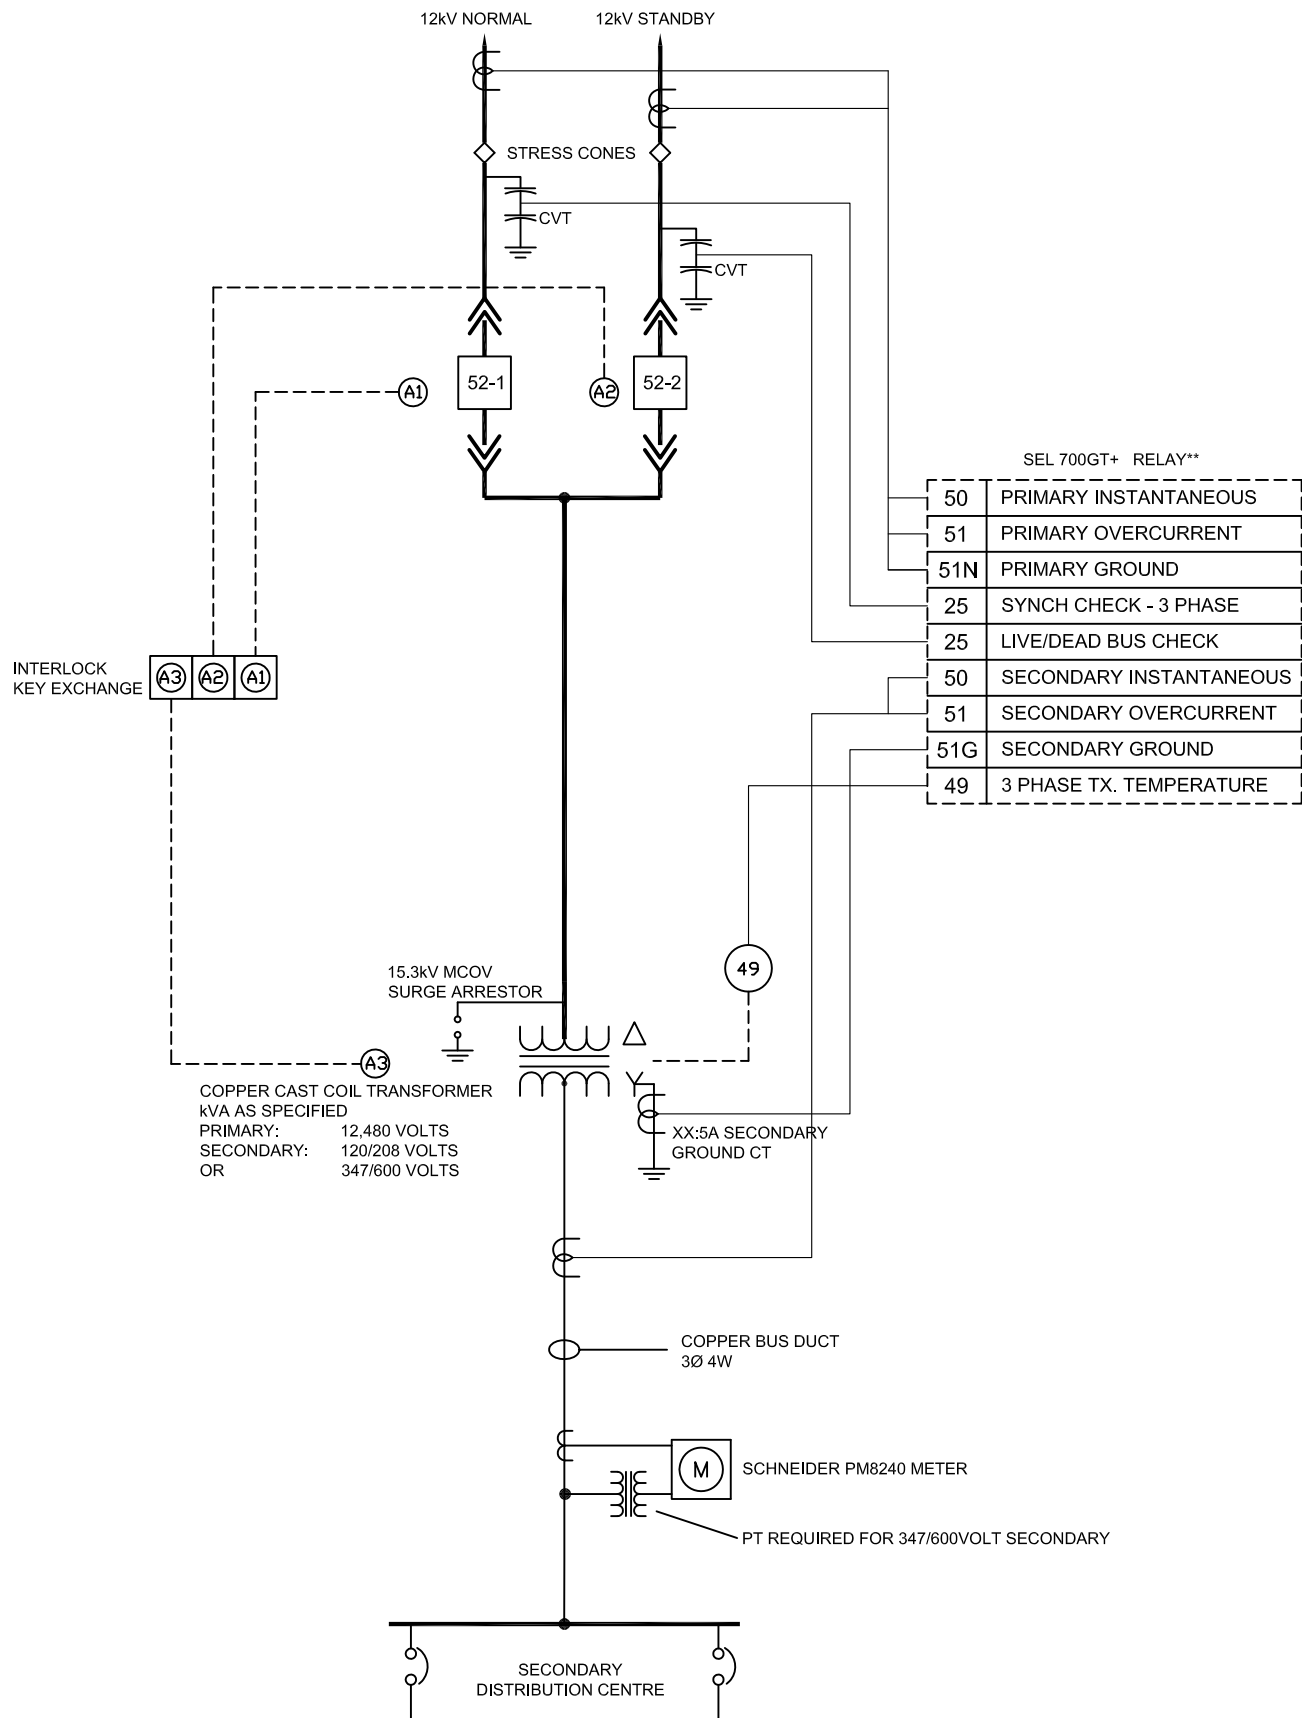 12kV NORMAL
12kV STANDBY
STRESS CONES
CVT
CVT
52-1
52-2
A1
A2
SEL 700GT+ RELAY**
50 PRIMARY INSTANTANEOUS
51 PRIMARY OVERCURRENT
51N PRIMARY GROUND
25 SYNCH CHECK - 3 PHASE
25 LIVE/DEAD BUS CHECK
50 SECONDARY INSTANTANEOUS
51 SECONDARY OVERCURRENT
51G SECONDARY GROUND
49 3 PHASE TX. TEMPERATURE
INTERLOCK
KEY EXCHANGE
A3 A2 A1
49
15.3kV MCOV
SURGE ARRESTOR
A3
COPPER CAST COIL TRANSFORMER
kVA AS SPECIFIED
PRIMARY: 12,480 VOLTS
SECONDARY: 120/208 VOLTS
OR 347/600 VOLTS
XX:5A SECONDARY
GROUND CT
COPPER BUS DUCT
3Ø 4W
M
SCHNEIDER PM8240 METER
PT REQUIRED FOR 347/600VOLT SECONDARY
SECONDARY
DISTRIBUTION CENTRE